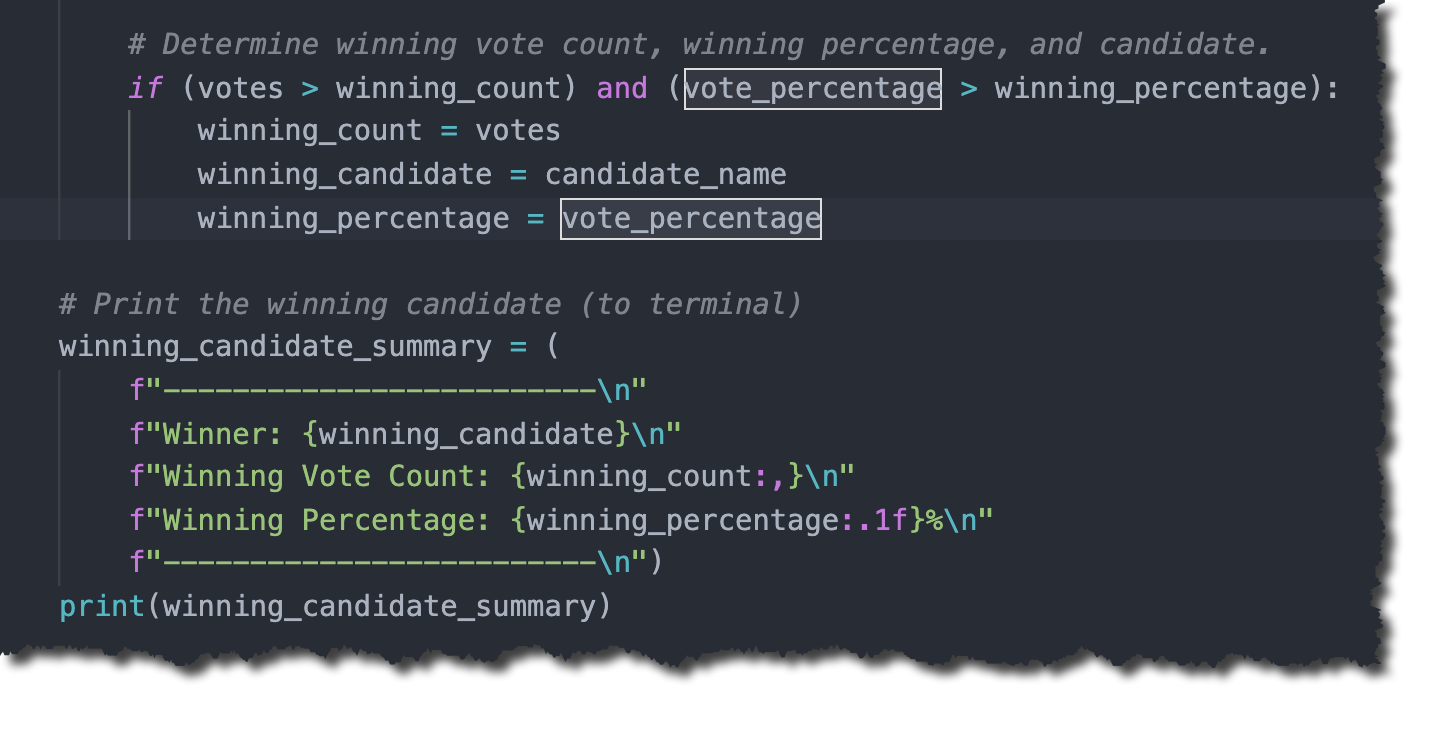 # Determine winning vote count, winning percentage, and candidate.
if (votes > winning_count) and (vote_percentage > winning_percentage):
winning_count = votes
winning_candidate = candidate_name
winning_percentage = vote_percentage
# Print the winning candidate (to terminal)
winning_candidate_summary = (
f"-------------------------\n"
f"Winner: {winning_candidate}\n"
f"Winning Vote Count: {winning_count:,}\n"
f"Winning Percentage: {winning_percentage:.1f}%\n"
f"-------------------------\n")
print(winning_candidate_summary)